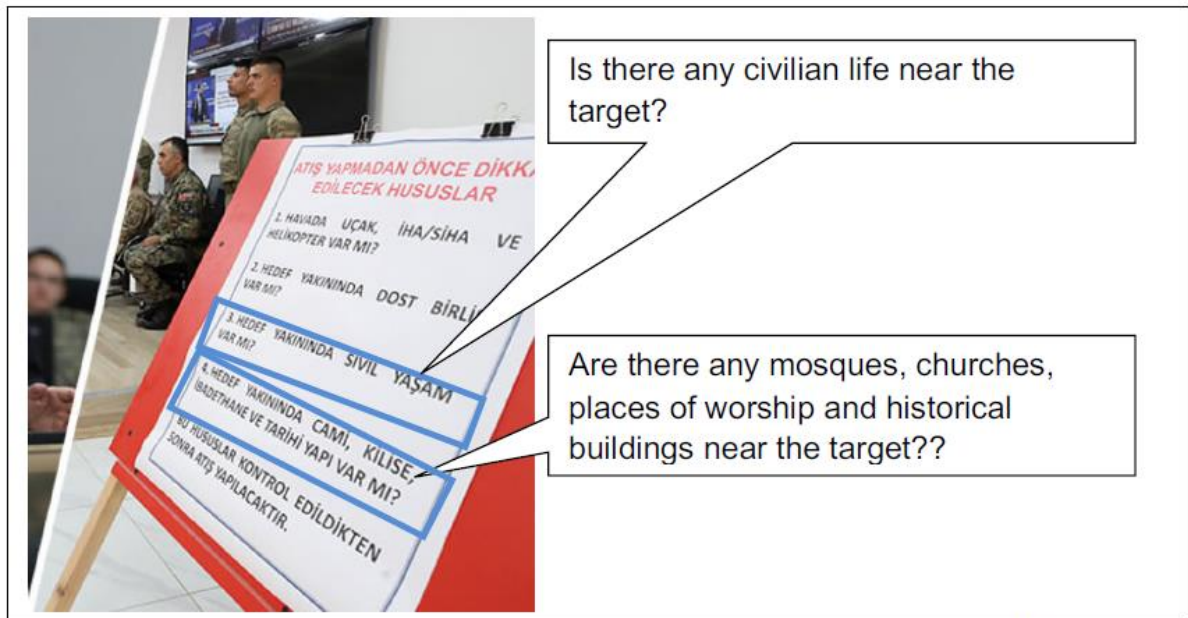 Is there any civilian life near the
target?
ATIŞ YAPMADAN ÖNCE DİKKA
EDİLECEK HUSUSLAR
1. HAVADA UÇAK, İHA/SİHA VE
HELİKOPTER VAR MI?
2. HEDEF YAKININDA DOST BİRLİ
VAR MI?
3. HEDEF YAKININDA SİVİL YAŞAM
VAR MI?
4. HEDEF YAKININDA CAMİ, KİLİSE,
İBADETHANE VE TARİHİ YAPI VAR MI?
BU HUSUSLAR KONTROL EDİLDİKTEN
SONRA ATIŞ YAPILACAKTIR.
Are there any mosques, churches,
places of worship and historical
buildings near the target??